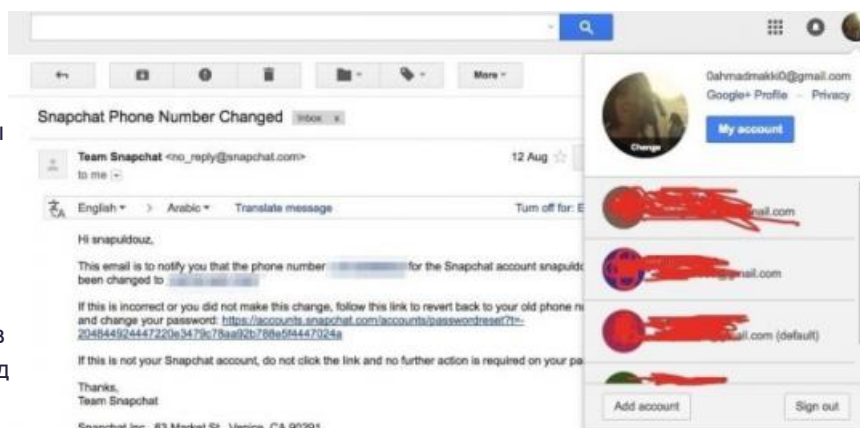 More
Snapchat Phone Number Changed Inbox x
Team Snapchat <no_reply@snapchat.com> 12 Aug
to me
English > Arabic Translate message Turn off for: E
Hi snapuldouz,
This email is to notify you that the phone number for the Snapchat account snapuldo
been changed to
If this is incorrect or you did not make this change, follow this link to revert back to your old phone n
and change your password: https://accounts.snapchat.com/accounts/passwordreset?t=-
204844924447220e3479c78aa92b788e5f4447024a
If this is not your Snapchat account, do not click the link and no further action is required on your pa
Thanks,
Team Snapchat
Snapchat Inc., 63 Market St., Venice, CA 90291
0ahmadmakki0@gmail.com
Google+ Profile – Privacy
Change
My account
nail.com
gmail.com
ail.com (default)
Add account Sign out
ы
в
д